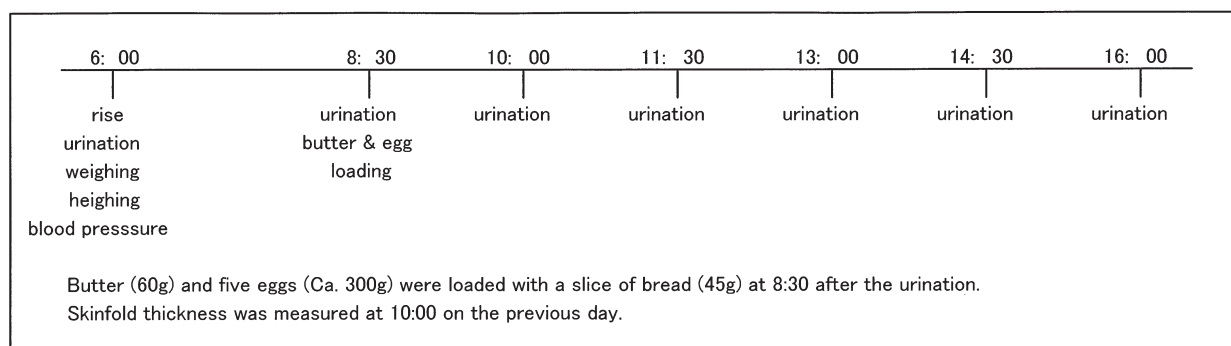 6: 00 8: 30 10: 00 11: 30 13: 00 14: 30 16: 00
rise urination urination urination urination urination urination
urination butter & egg
weighing loading
heighing
blood presssure
Butter (60g) and five eggs (Ca. 300g) were loaded with a slice of bread (45g) at 8:30 after the urination.
Skinfold thickness was measured at 10:00 on the previous day.